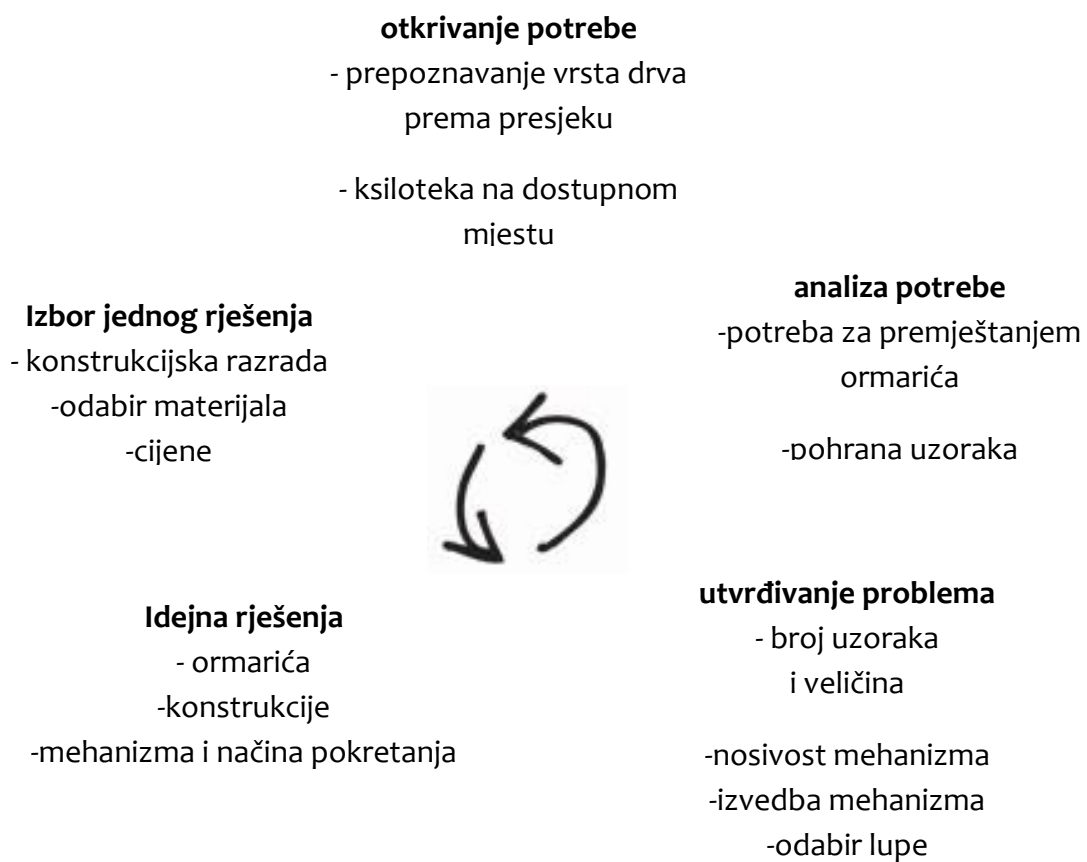 otkrivanje potrebe
- prepoznavanje vrsta drva
prema presjeku
- ksiloteka na dostupnom
mjestu
analiza potrebe
-potreba za premještanjem
ormarića
-pohrana uzoraka
utvrđivanje problema
- broj uzoraka
i veličina
-nosivost mehanizma
-izvedba mehanizma
-odabir lupe
Idejna rješenja
- ormarića
-konstrukcije
-mehanizma i načina pokretanja
Izbor jednog rješenja
- konstrukcijska razrada
-odabir materijala
-cijene